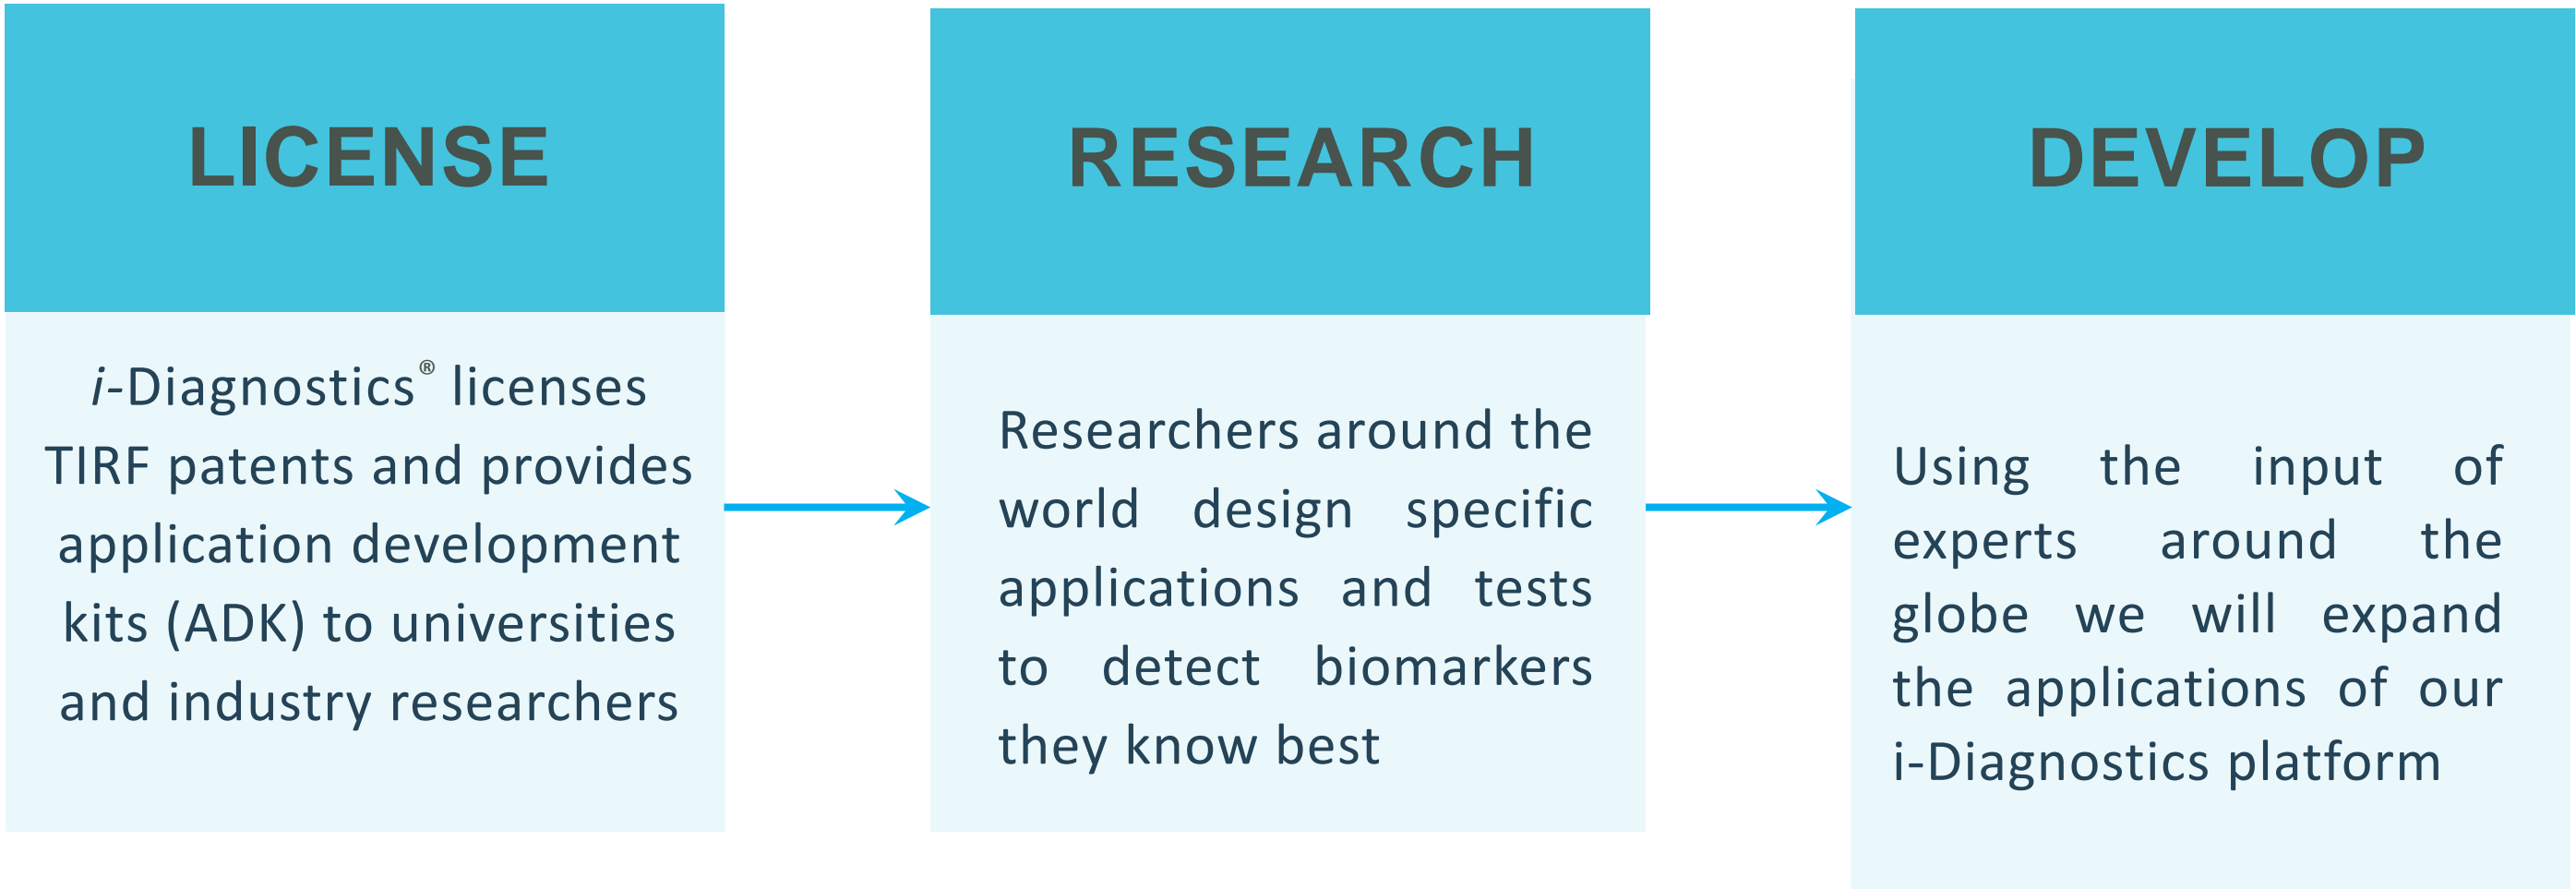 LICENSE
i-Diagnostics® licenses
TIRF patents and provides
application development
kits (ADK) to universities
and industry researchers
RESEARCH
Researchers around the
world design specific
applications and tests
to detect biomarkers
they know best
DEVELOP
Using the input of
experts around the
globe we will expand
the applications of our
i-Diagnostics platform